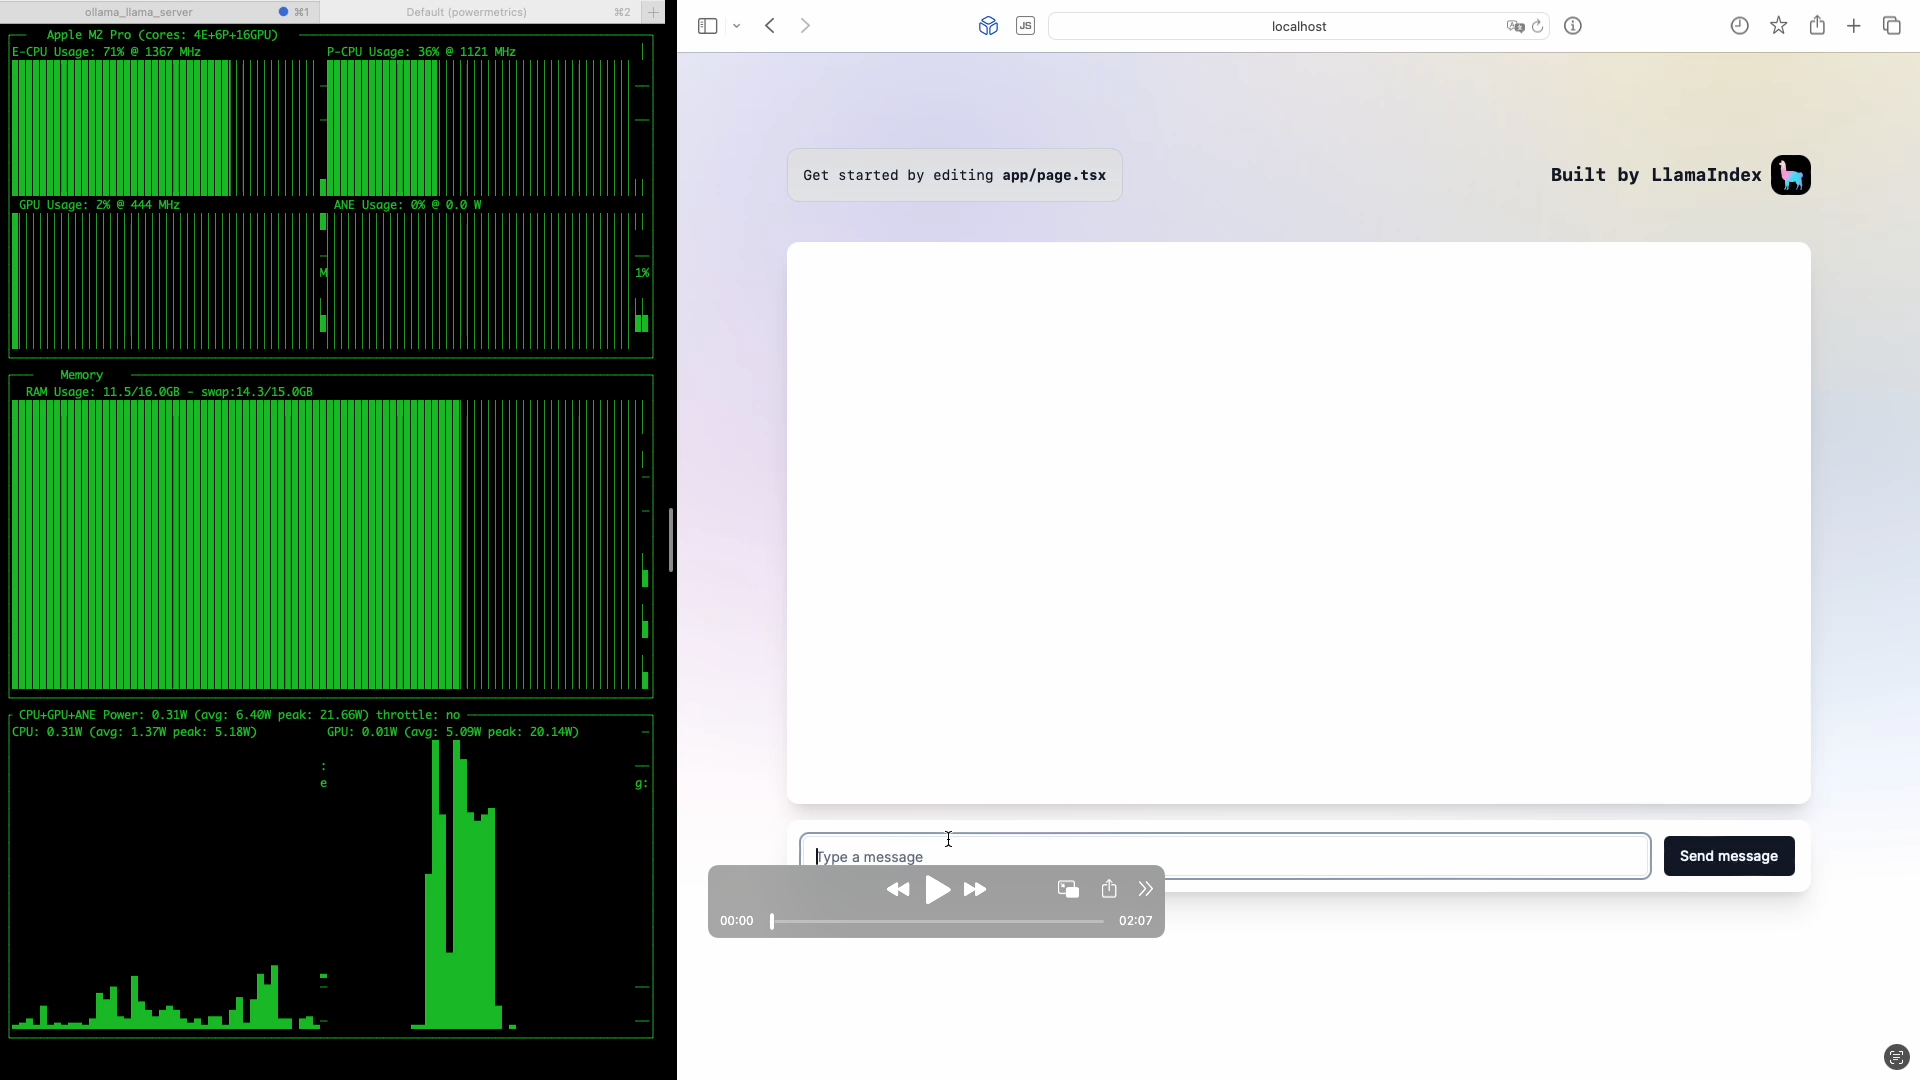 ollama_llama_server ⌘1
Default (powermetrics) ⌘2
Apple M2 Pro (cores: 4E+6P+16GPU)
E-CPU Usage: 71% @ 1367 MHz
P-CPU Usage: 36% @ 1121 MHz
GPU Usage: 2% @ 444 MHz
ANE Usage: 0% @ 0.0 W
M
1%
Memory
RAM Usage: 11.5/16.0GB - swap:14.3/15.0GB
CPU+GPU+ANE Power: 0.31W (avg: 6.40W peak: 21.66W) throttle: no
CPU: 0.31W (avg: 1.37W peak: 5.18W)
GPU: 0.01W (avg: 5.09W peak: 20.14W)
:
e
g:
JS
localhost
Get started by editing app/page.tsx
Built by LlamaIndex
Type a message
Send message
00:00
02:07